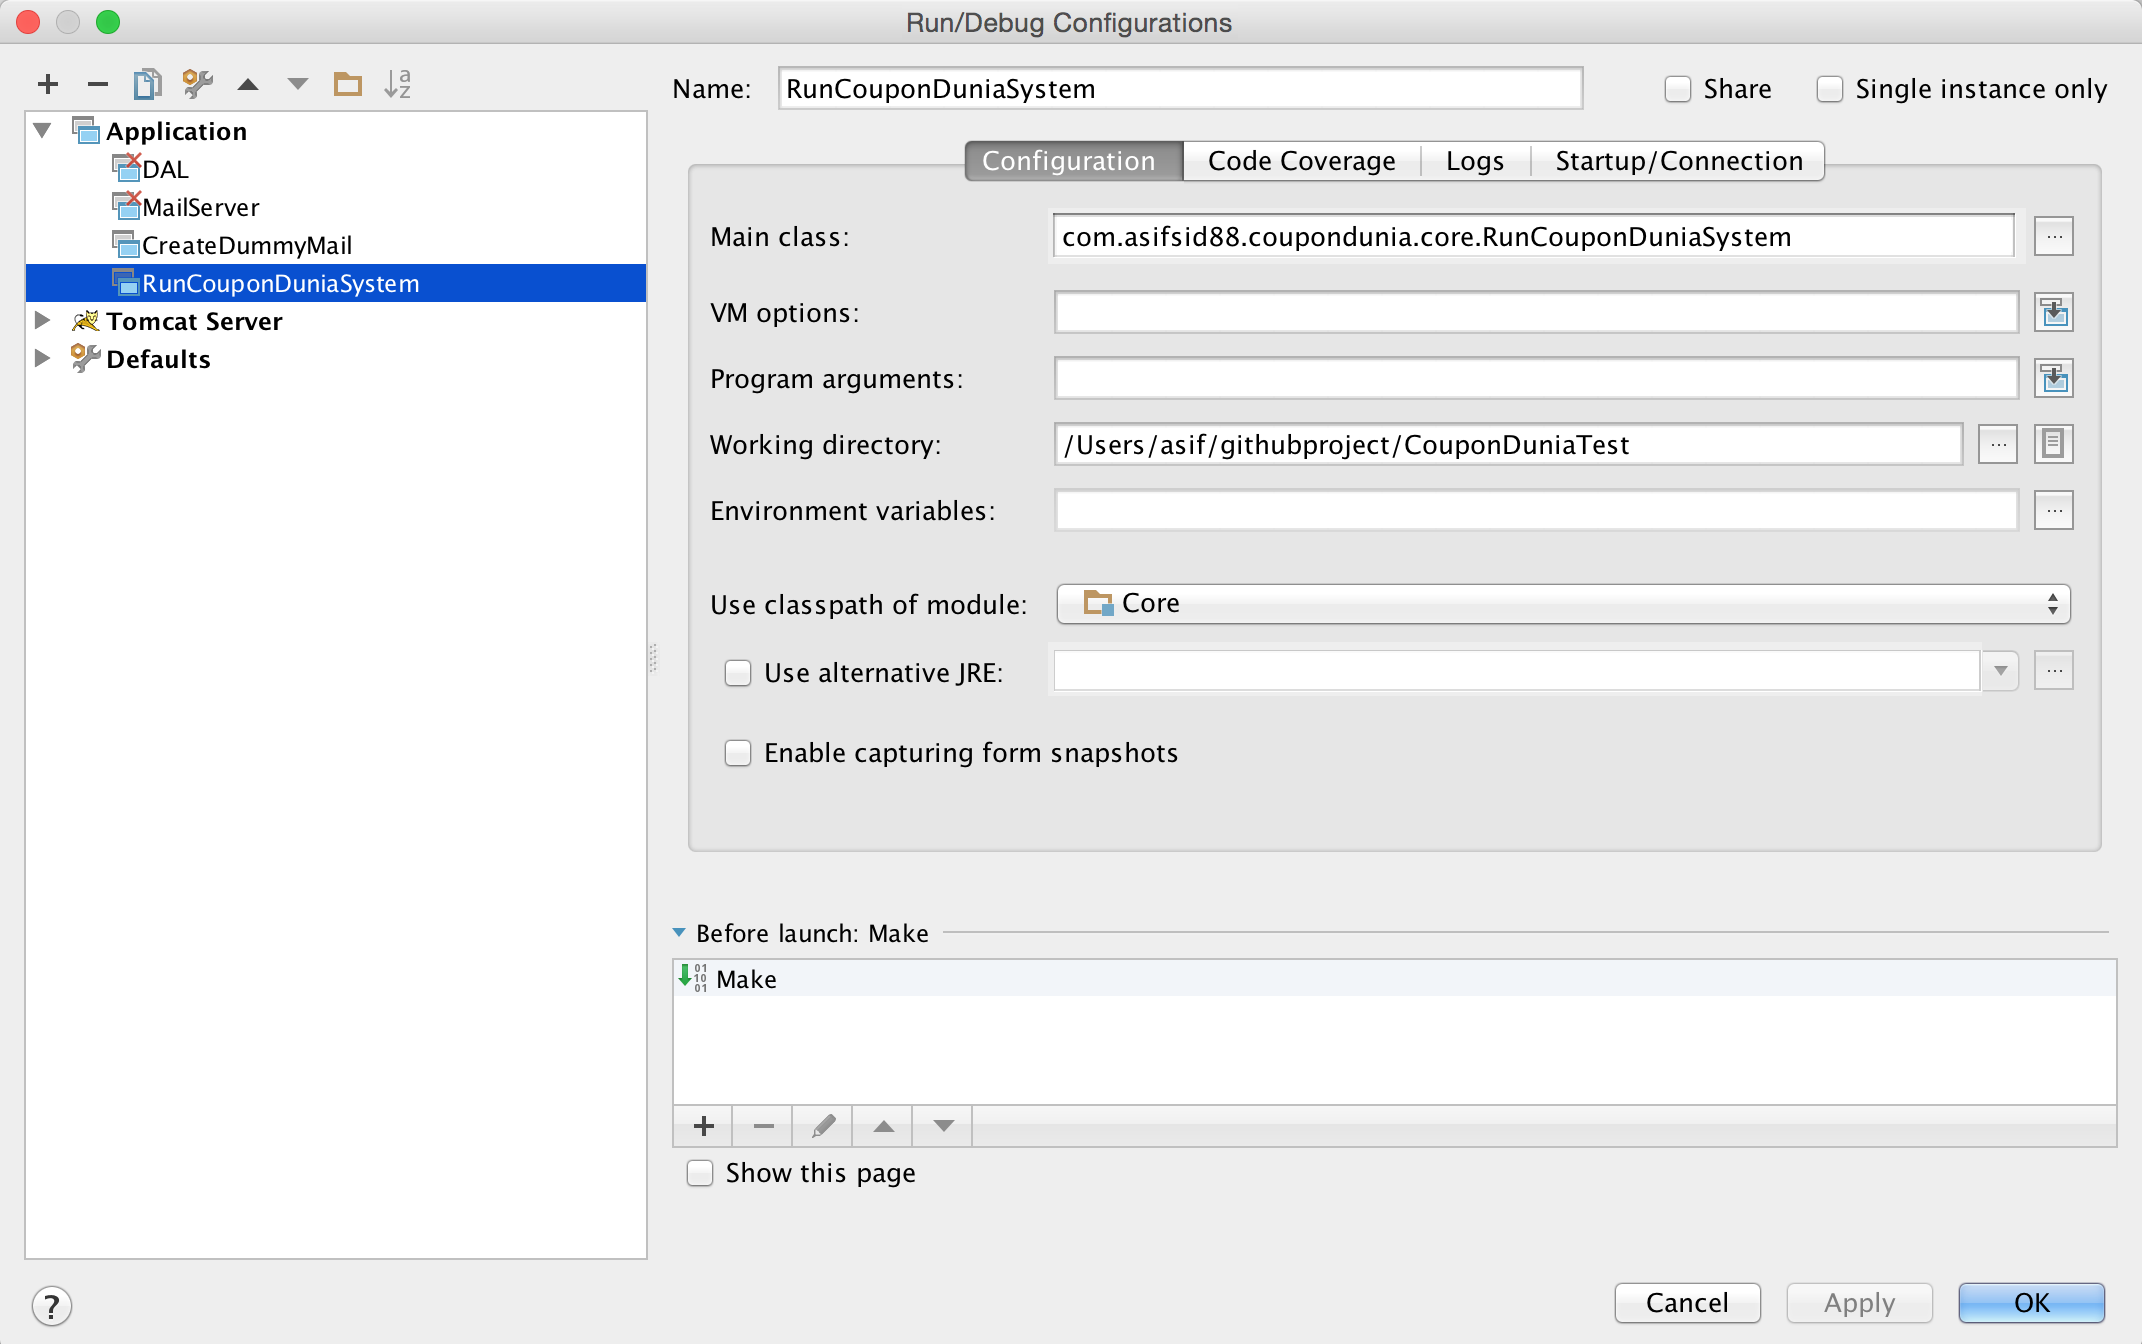 Run/Debug Configurations
Name: RunCouponDuniaSystem
Share
Single instance only
Application
DAL
MailServer
CreateDummyMail
RunCouponDuniaSystem
Tomcat Server
Defaults
Configuration Code Coverage Logs Startup/Connection
Main class: com.asifsid88.coupondunia.core.RunCouponDuniaSystem ...
VM options:
Program arguments:
Working directory: /Users/asif/githubproject/CouponDuniaTest ...
Environment variables: ...
Use classpath of module: Core
Use alternative JRE: ...
Enable capturing form snapshots
Before launch: Make
Make
Show this page
? Cancel Apply OK